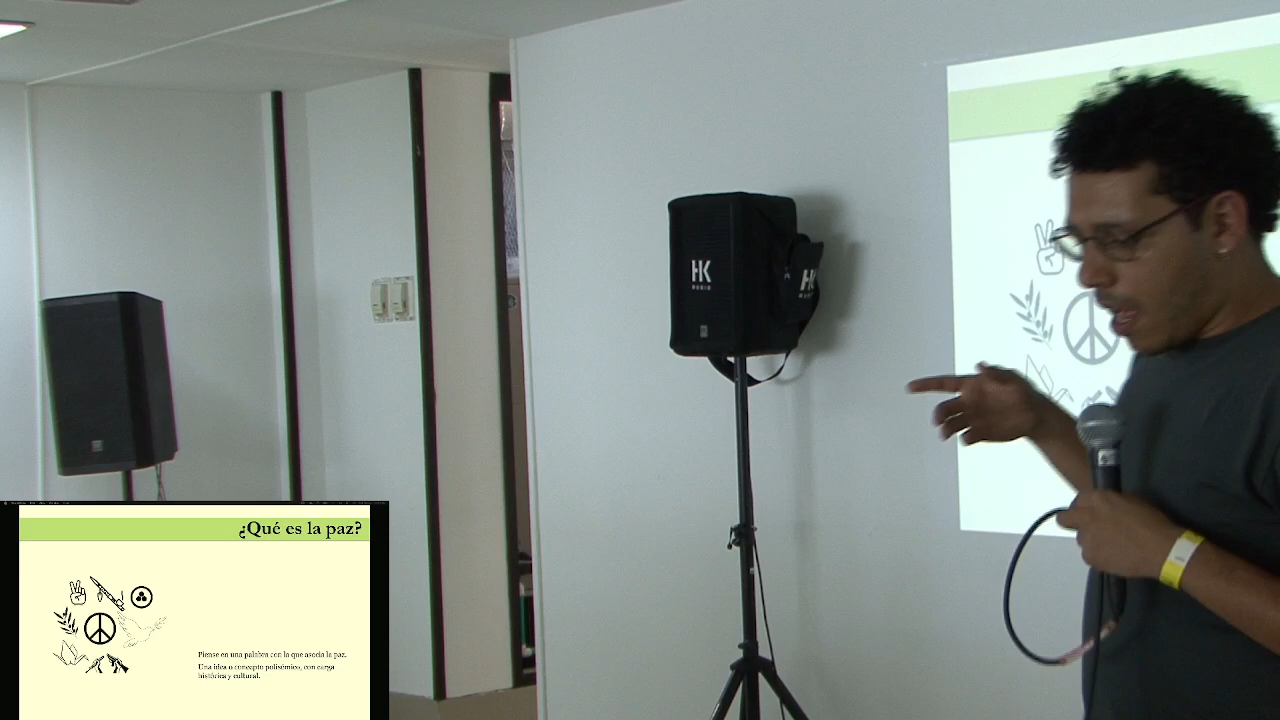 HK
AUDIO
HK
¿Qué es la paz?
Piense en una palabra con la que asocia la paz.
Una idea o concepto polisémico, con carga
histórica y cultural.